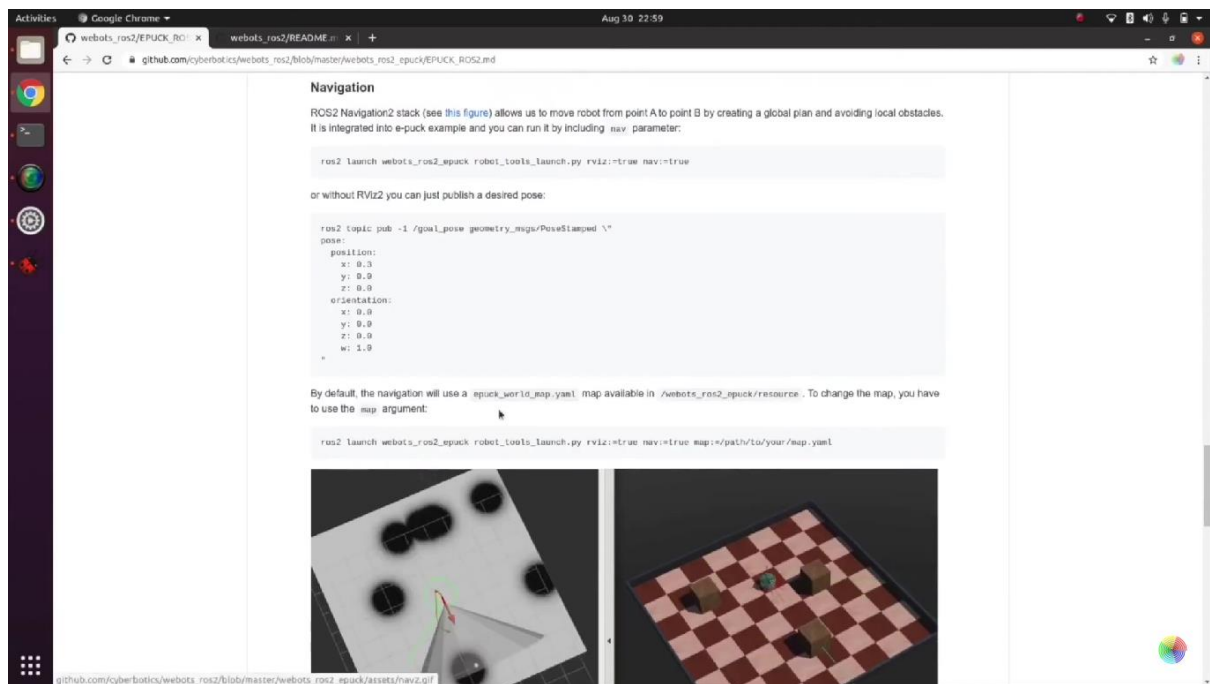 Activities
Google Chrome
Aug 30 22:59
webots_ros2/EPUCK_RO
webots_ros2/README.m
github.com/cyberbotics/webots_ros2/blob/master/webots_ros2_epuck/EPUCK_ROS2.md
Navigation
ROS2 Navigation2 stack (see this figure) allows us to move robot from point A to point B by creating a global plan and avoiding local obstacles.
It is integrated into e-puck example and you can run it by including nav parameter:
ros2 launch webots_ros2_epuck robot_tools_launch.py rviz:=true nav:=true
or without RViz2 you can just publish a desired pose:
ros2 topic pub -1 /goal_pose geometry_msgs/PoseStamped \"
pose:
position:
x: 0.3
y: 0.0
z: 0.0
orientation:
x: 0.0
y: 0.0
z: 0.0
w: 1.0
"
By default, the navigation will use a epuck_world_map.yaml map available in /webots_ros2_epuck/resource . To change the map, you have
to use the map argument:
ros2 launch webots_ros2_epuck robot_tools_launch.py rviz:=true nav:=true map:=/path/to/your/map.yaml
github.com/cyberbotics/webots_ros2/blob/master/webots_ros2_epuck/assets/nav2.gif